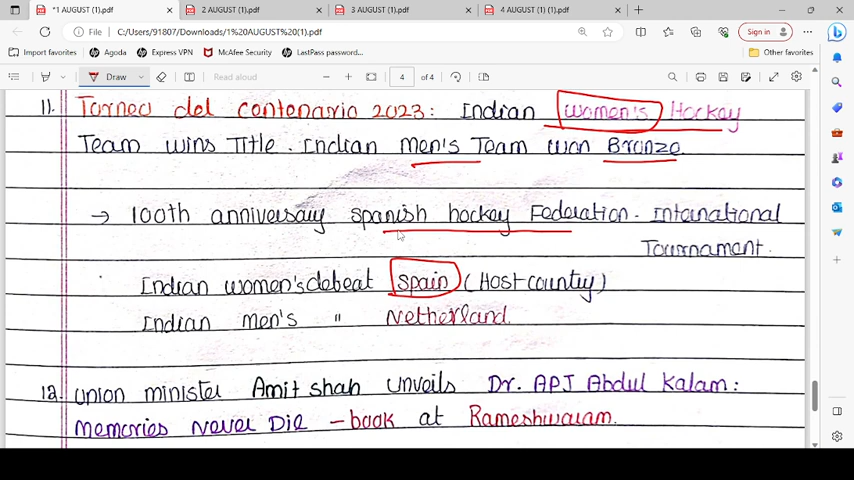 *1 AUGUST (1).pdf
2 AUGUST (1).pdf
3 AUGUST (1).pdf
4 AUGUST (1).pdf
File
C:/Users/91807/Downloads/1%20AUGUST%20(1).pdf
Sign in
Import favorites
Agoda
Express VPN
McAfee Security
LastPass password...
Other favorites
Draw
Read aloud
4 of 4
11. Torneo del centenario 2023: Indian women's Hockey
Team wins Title. Indian Men's Team won Bronze
→ 100th anniversary spanish hockey Federation. International
Tournament.
Indian women's debeat spain (Host country)
Indian men's " Netherland.
12. union minister Amit shah unveils Dr. APJ Abdul Kalam:
Memories Never Die - book at Rameshwaram.